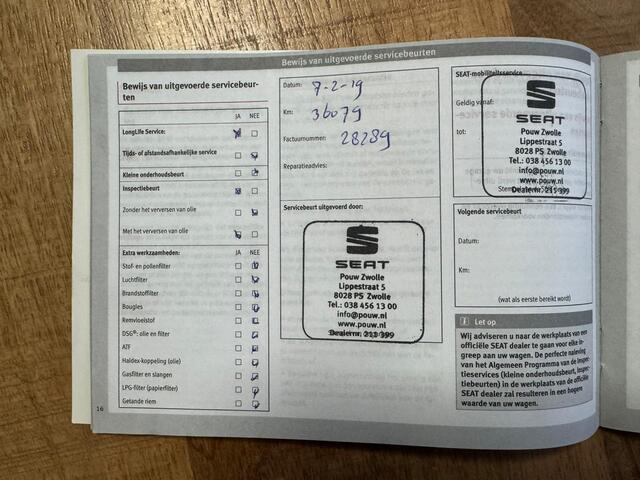 Bewijs van uitgevoerde servicebeurten
Bewijs van uitgevoerde servicebeur-
ten
JA NEE
LongLife Service:
Tijds- of afstandsafhankelijke service
Kleine onderhoudsbeurt
Inspectiebeurt
Zonder het verversen van olie
Met het verversen van olie
Extra werkzaamheden: JA NEE
Stof- en pollenfilter
Luchtfilter
Brandstoffilter
Bougies
Remvloeistof
DSG®: olie en filter
ATF
Haldex-koppeling (olie)
Gasfilter en slangen
LPG-filter (papierfilter)
Getande riem
16
Datum: 7-2-19
Km: 36079
Factuurnummer: 28289
Reparatieadvies:
Servicebeurt uitgevoerd door:
SEAT
Pouw Zwolle
Lippestraat 5
8028 PS Zwolle
Tel.: 038 456 13 00
info@pouw.nl
www.pouw.nl
Dealernr. 211 399
SEAT-mobiliteitsservice
Geldig vanaf:
tot:
SEAT
Pouw Zwolle
Lippestraat 5
8028 PS Zwolle
Tel.: 038 456 13 00
info@pouw.nl
www.pouw.nl
Dealernr. 211 399
Volgende servicebeurt
Datum:
Km:
(wat als eerste bereikt word)
i Let op
Wij adviseren u naar de werkplaats van een
officiële SEAT dealer te gaan voor elke in-
greep aan uw wagen. De perfecte naleving
van het Algemeen Programma van de inspec-
tieservices (kleine onderhoudsbeurt, inspec-
tiebeurten) in de werkplaats van de officiële
SEAT dealer zal resulteren in een hogere
waarde van uw wagen.